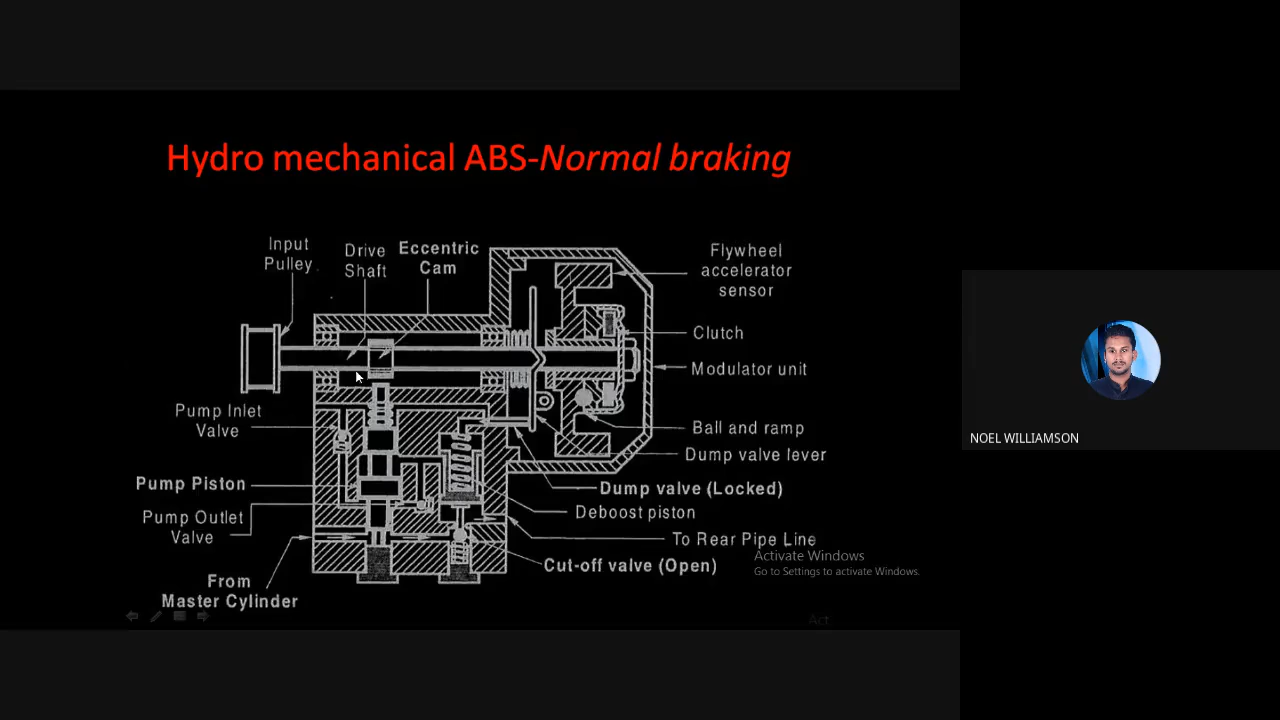 Hydro mechanical ABS-Normal braking
Input
Pulley
Drive
Shaft
Eccentric
Cam
Flywheel
accelerator
sensor
Clutch
Modulator unit
Pump Inlet
Valve
Ball and ramp
Dump valve lever
Pump Piston
Dump valve (Locked)
Deboost piston
Pump Outlet
Valve
To Rear Pipe Line
Cut-off valve (Open)
From
Master Cylinder
Activate Windows
Go to Settings to activate Windows.
Act
NOEL WILLIAMSON